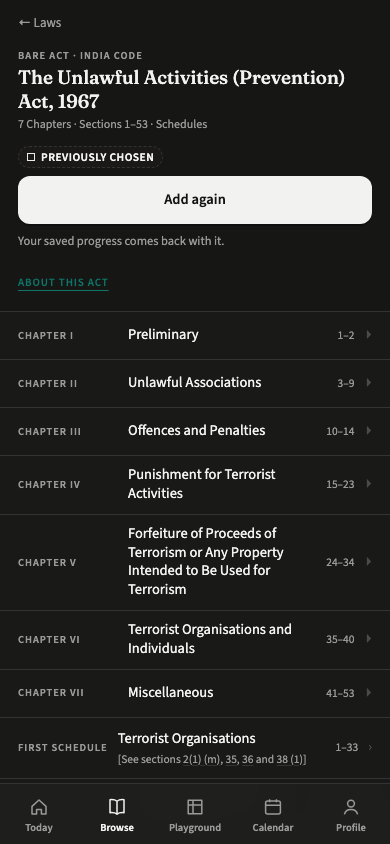 ← Laws
BARE ACT · INDIA CODE
The Unlawful Activities (Prevention)
Act, 1967
7 Chapters · Sections 1–53 · Schedules
PREVIOUSLY CHOSEN
Add again
Your saved progress comes back with it.
ABOUT THIS ACT
CHAPTER I Preliminary 1–2
CHAPTER II Unlawful Associations 3–9
CHAPTER III Offences and Penalties 10–14
CHAPTER IV Punishment for Terrorist 15–23
Activities
Forfeiture of Proceeds of
Terrorism or Any Property
CHAPTER V Intended to Be Used for 24–34
Terrorism
CHAPTER VI Terrorist Organisations and 35–40
Individuals
CHAPTER VII Miscellaneous 41–53
FIRST SCHEDULE Terrorist Organisations 1–33
[See sections 2(1) (m), 35, 36 and 38 (1)]
Today Browse Playground Calendar Profile